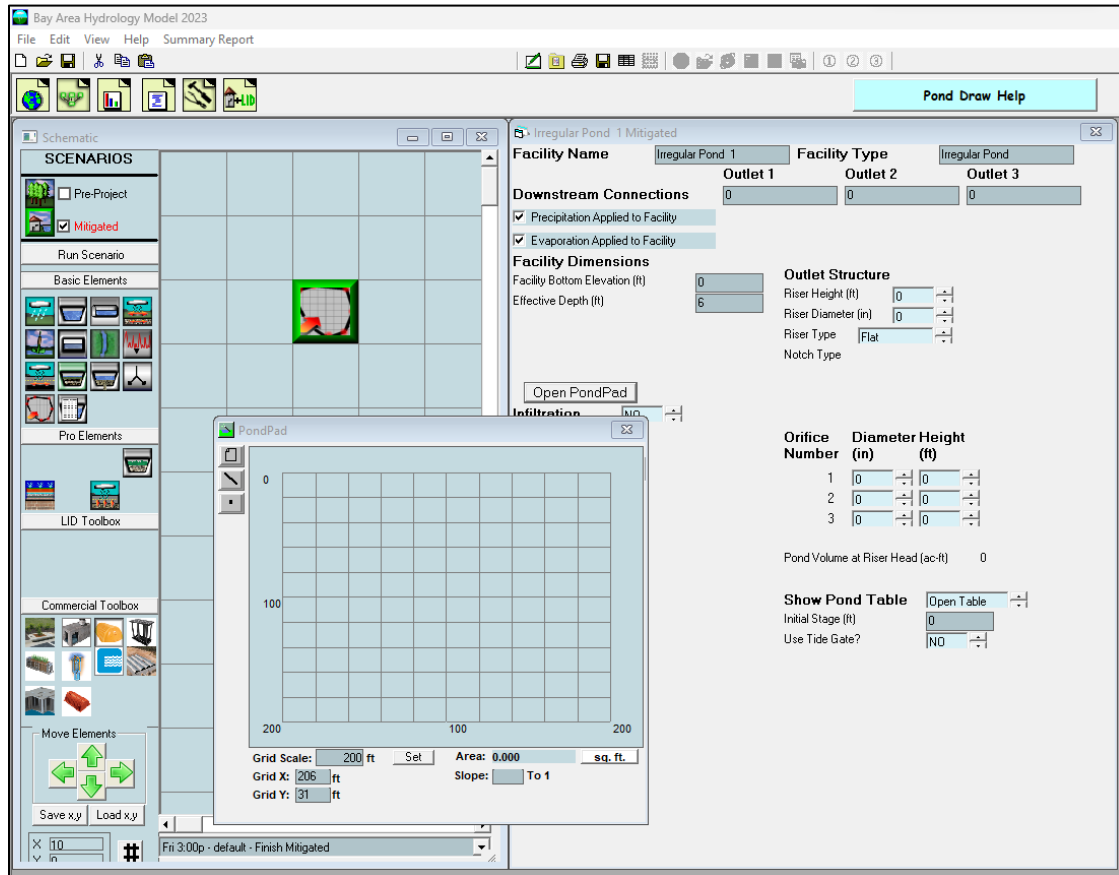 Bay Area Hydrology Model 2023
File Edit View Help Summary Report
+LID
Pond Draw Help
Schematic
SCENARIOS
Pre-Project
Mitigated
Run Scenario
Basic Elements
Pro Elements
LID Toolbox
Commercial Toolbox
Move Elements
Save x,y Load x,y
X 10
Y 0
#
Fri 3:00p - default - Finish Mitigated
Irregular Pond 1 Mitigated
Facility Name Irregular Pond 1 Facility Type Irregular Pond
Outlet 1 Outlet 2 Outlet 3
Downstream Connections 0 0 0
Precipitation Applied to Facility
Evaporation Applied to Facility
Facility Dimensions
Facility Bottom Elevation (ft) 0
Effective Depth (ft) 6
Open PondPad
Infiltration NO
Outlet Structure
Riser Height (ft) 0
Riser Diameter (in) 0
Riser Type Flat
Notch Type
Orifice Diameter Height
Number (in) (ft)
1 0 0
2 0 0
3 0 0
Pond Volume at Riser Head (ac-ft) 0
Show Pond Table Open Table
Initial Stage (ft) 0
Use Tide Gate? NO
PondPad
0
100
200 100 200
Grid Scale: 200 ft Set Area: 0.000 sq. ft.
Grid X: 206 ft Slope: To 1
Grid Y: 31 ft